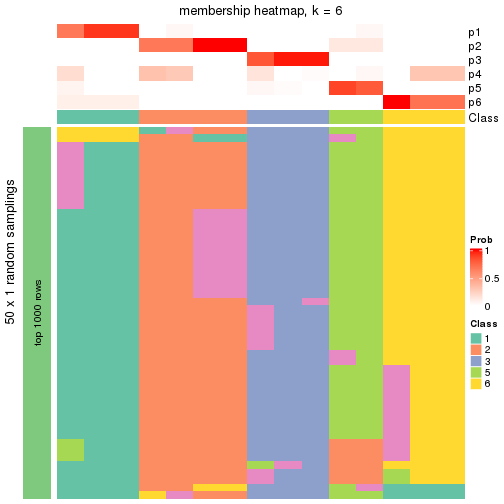 membership heatmap, k = 6
p1
p2
p3
p4
p5
p6
Class
50 x 1 random samplings
top 1000 rows
Prob
1
0.5
0
Class
1
2
3
5
6